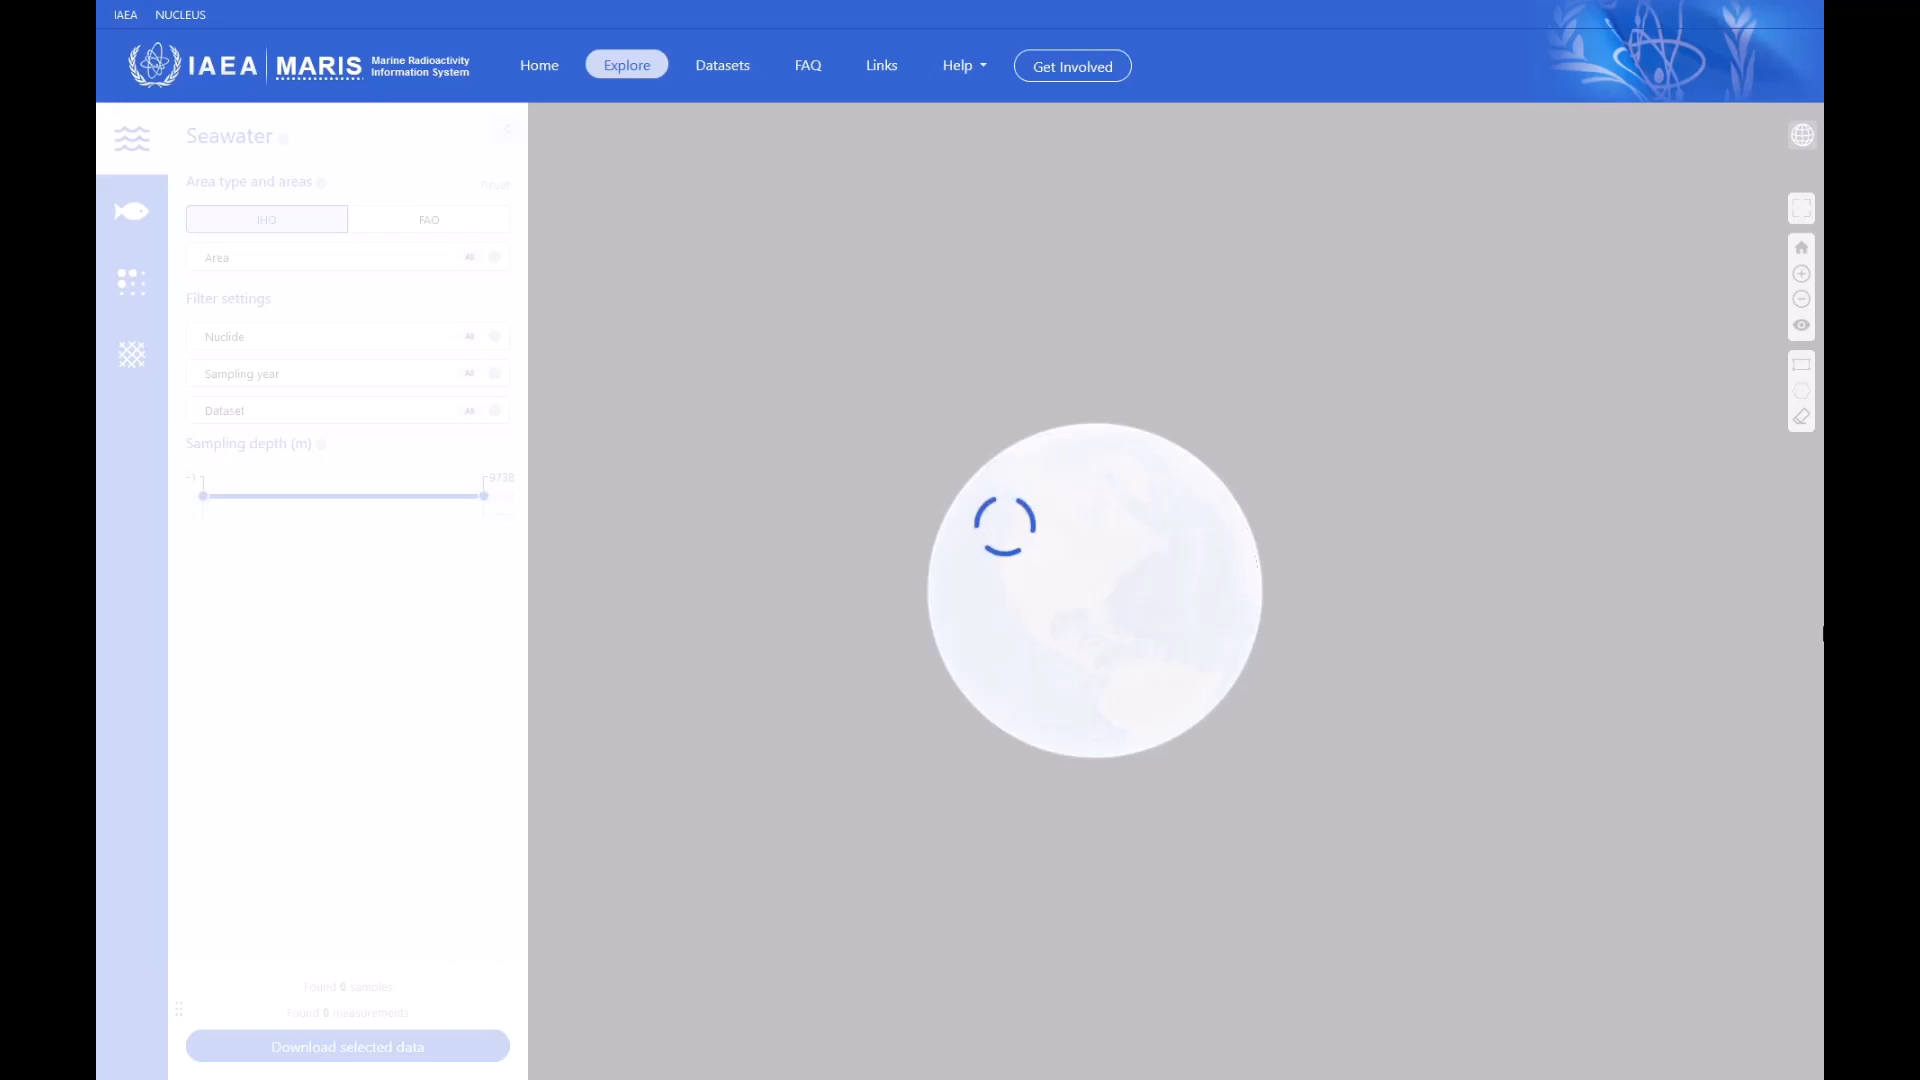 IAEA NUCLEUS
IAEA MARIS Marine Radioactivity Information System
Home Explore Datasets FAQ Links Help Get Involved
Seawater
Area type and areas Reset
IHO FAO
Area All
Filter settings
Nuclide All
Sampling year All
Dataset All
Sampling depth (m)
-1 9738
Found 0 samples
Found 0 measurements
Download selected data